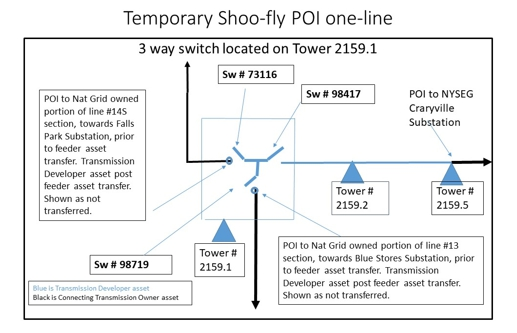 Temporary Shoo-fly POI one-line
3 way switch located on Tower 2159.1
Sw # 73116
Sw # 98417
POI to NYSEG
Craryville
Substation
POI to Nat Grid owned
portion of line #14S
section, towards Falls
Park Substation, prior
to feeder asset
transfer. Transmission
Developer asset post
feeder asset transfer.
Shown as not
transferred.
Tower #
2159.2
Tower #
2159.5
Tower #
2159.1
Sw # 98719
POI to Nat Grid owned portion of line #13
section, towards Blue Stores Substation, prior
to feeder asset transfer. Transmission
Developer asset post feeder asset transfer.
Shown as not transferred.
Blue is Transmission Developer asset
Black is Connecting Transmission Owner asset